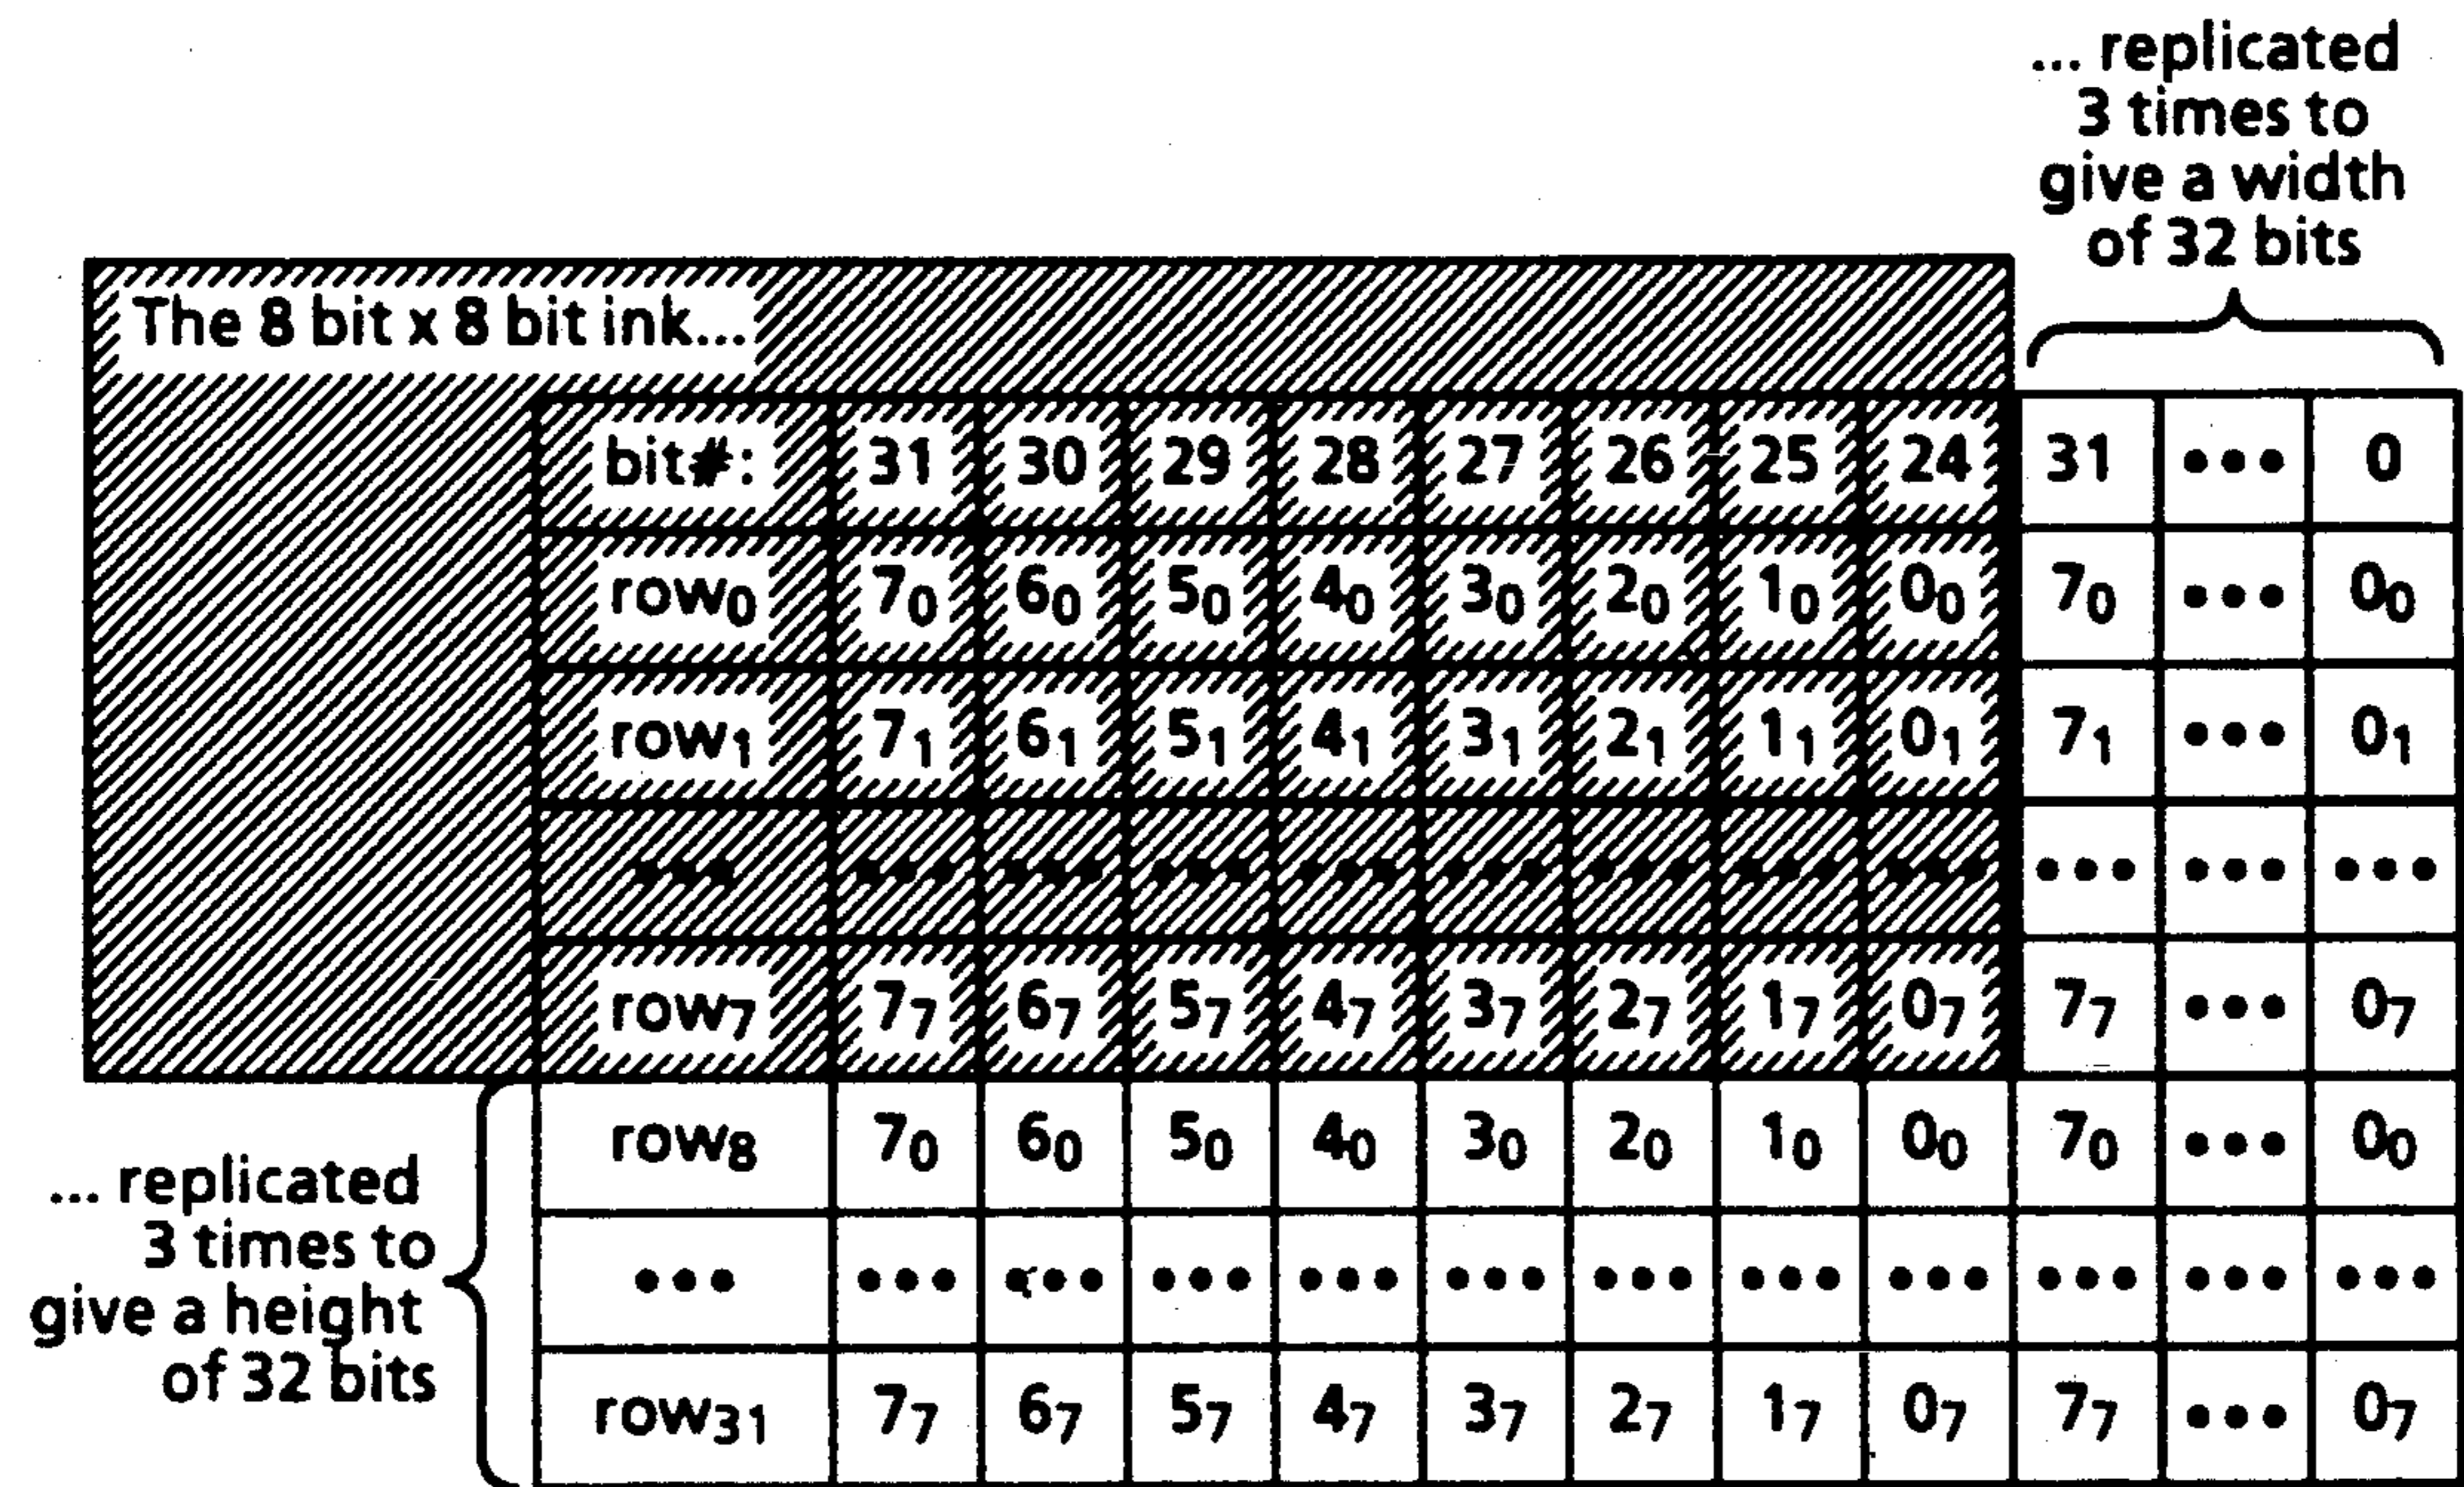 ... replicated
3 times to
give a width
of 32 bits
The 8 bit x 8 bit ink...
bit#: 31 30 29 28 27 26 25 24 31 ••• 0
row₀ 7₀ 6₀ 5₀ 4₀ 3₀ 2₀ 1₀ 0₀ 7₀ ••• 0₀
row₁ 7₁ 6₁ 5₁ 4₁ 3₁ 2₁ 1₁ 0₁ 7₁ ••• 0₁
••• ••• ••• ••• ••• ••• ••• ••• ••• ••• ••• •••
row₇ 7₇ 6₇ 5₇ 4₇ 3₇ 2₇ 1₇ 0₇ 7₇ ••• 0₇
row₈ 7₀ 6₀ 5₀ 4₀ 3₀ 2₀ 1₀ 0₀ 7₀ ••• 0₀
••• ••• ••• ••• ••• ••• ••• ••• ••• ••• ••• •••
row₃₁ 7₇ 6₇ 5₇ 4₇ 3₇ 2₇ 1₇ 0₇ 7₇ ••• 0₇
... replicated
3 times to
give a height
of 32 bits